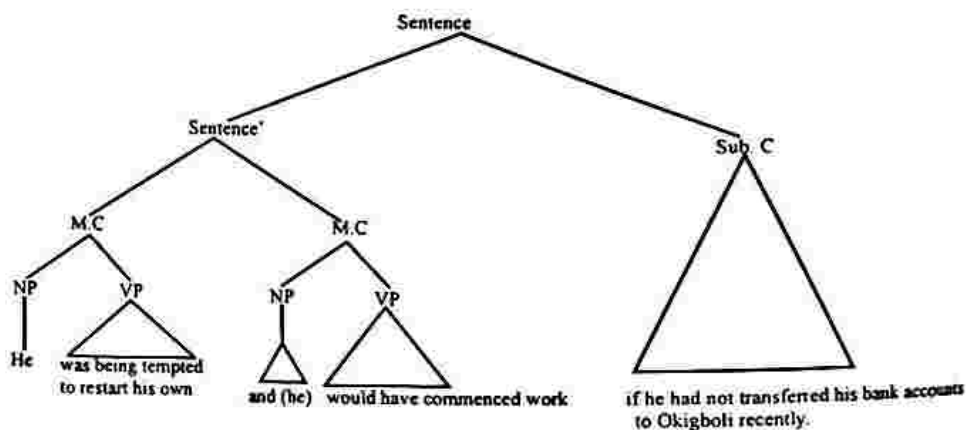 Sentence
Sentence'
Sub. C
M.C
M.C
NP
VP
NP
VP
He
was being tempted
to restart his own
and (he)
would have commenced work
if he had not transferred his bank accounts
to Okigboli recently.